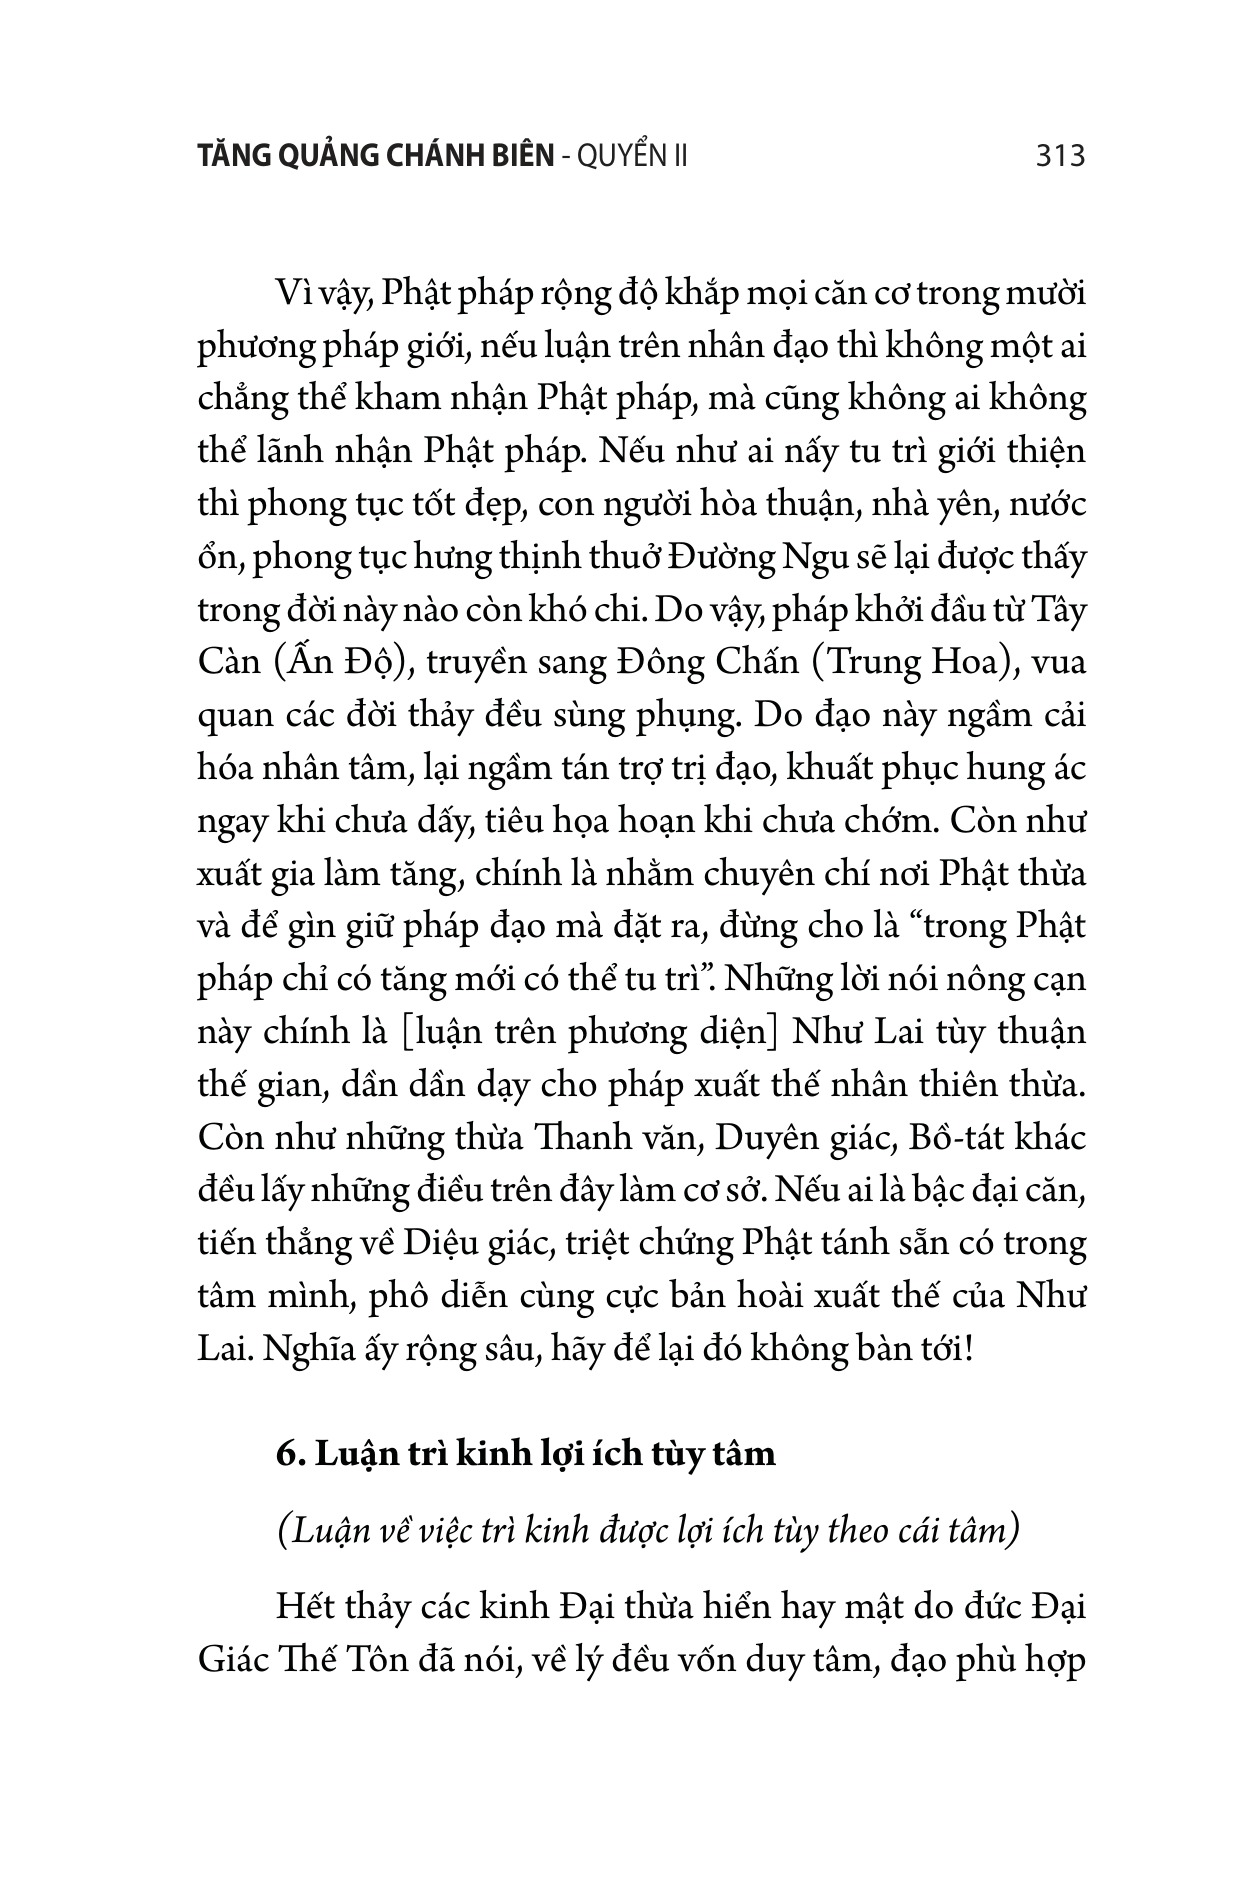 TĂNG QUẢNG CHÁNH BIÊN - QUYỂN II 313
Vì vậy, Phật pháp rộng độ khắp mọi căn cơ trong mười
phương pháp giới, nếu luận trên nhân đạo thì không một ai
chẳng thể kham nhận Phật pháp, mà cũng không ai không
thể lãnh nhận Phật pháp. Nếu như ai nấy tu trì giới thiện
thì phong tục tốt đẹp, con người hòa thuận, nhà yên, nước
ổn, phong tục hưng thịnh thuở Đường Ngu sẽ lại được thấy
trong đời này nào còn khó chi. Do vậy, pháp khởi đầu từ Tây
Càn (Ấn Độ), truyền sang Đông Chấn (Trung Hoa), vua
quan các đời thảy đều sùng phụng. Do đạo này ngầm cải
hóa nhân tâm, lại ngầm tán trợ trị đạo, khuất phục hung ác
ngay khi chưa dấy, tiêu họa hoạn khi chưa chớm. Còn như
xuất gia làm tăng, chính là nhằm chuyên chí nơi Phật thừa
và để gìn giữ pháp đạo mà đặt ra, đừng cho là “trong Phật
pháp chỉ có tăng mới có thể tu trì”. Những lời nói nông cạn
này chính là [luận trên phương diện] Như Lai tùy thuận
thế gian, dần dần dạy cho pháp xuất thế nhân thiên thừa.
Còn như những thừa Thanh văn, Duyên giác, Bồ-tát khác
đều lấy những điều trên đây làm cơ sở. Nếu ai là bậc đại căn,
tiến thẳng về Diệu giác, triệt chứng Phật tánh sẵn có trong
tâm mình, phô diễn cùng cực bản hoài xuất thế của Như
Lai. Nghĩa ấy rộng sâu, hãy để lại đó không bàn tới!
6. Luận trì kinh lợi ích tùy tâm
(Luận về việc trì kinh được lợi ích tùy theo cái tâm)
Hết thảy các kinh Đại thừa hiển hay mật do đức Đại
Giác Thế Tôn đã nói, về lý đều vốn duy tâm, đạo phù hợp